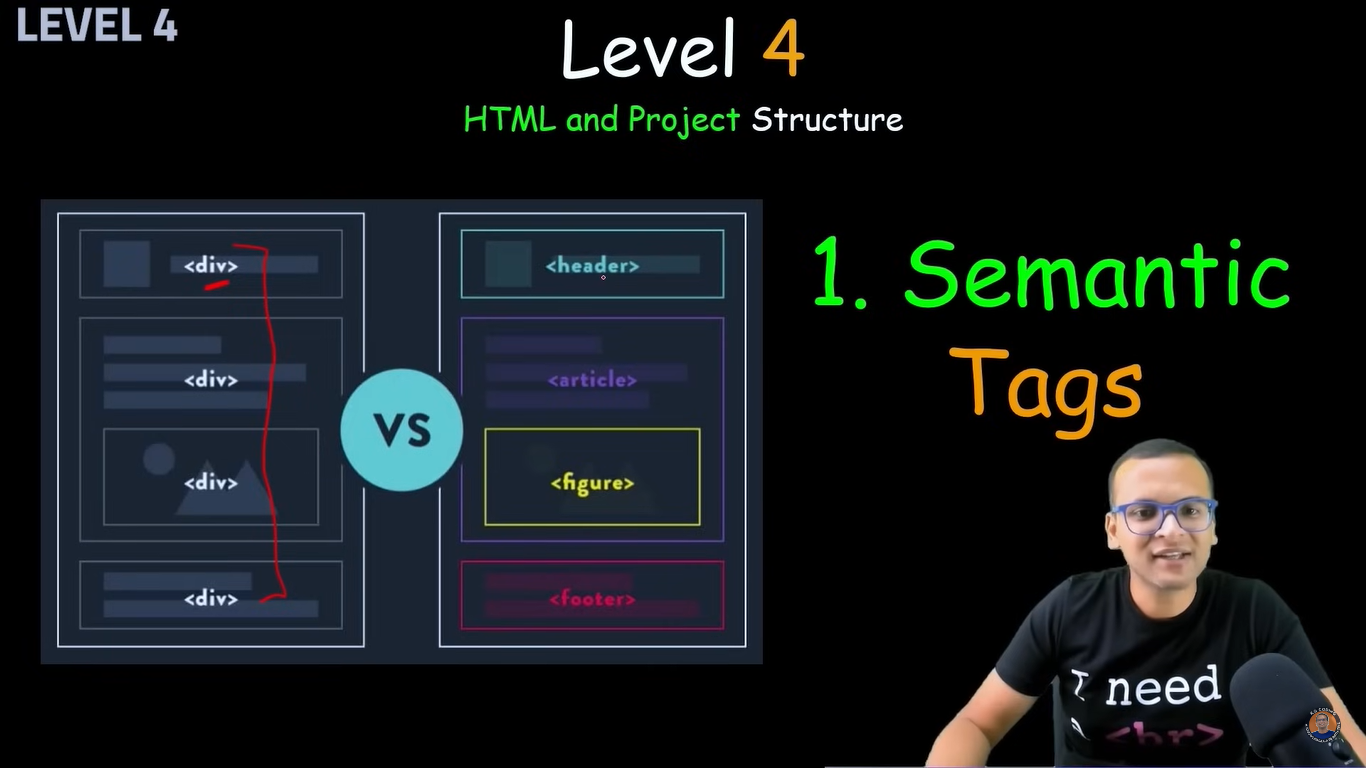 LEVEL 4
Level 4
HTML and Project Structure
<div>
<div>
<div>
<div>
VS
<header>
<article>
<figure>
<footer>
1. Semantic
Tags
I need
a <br>